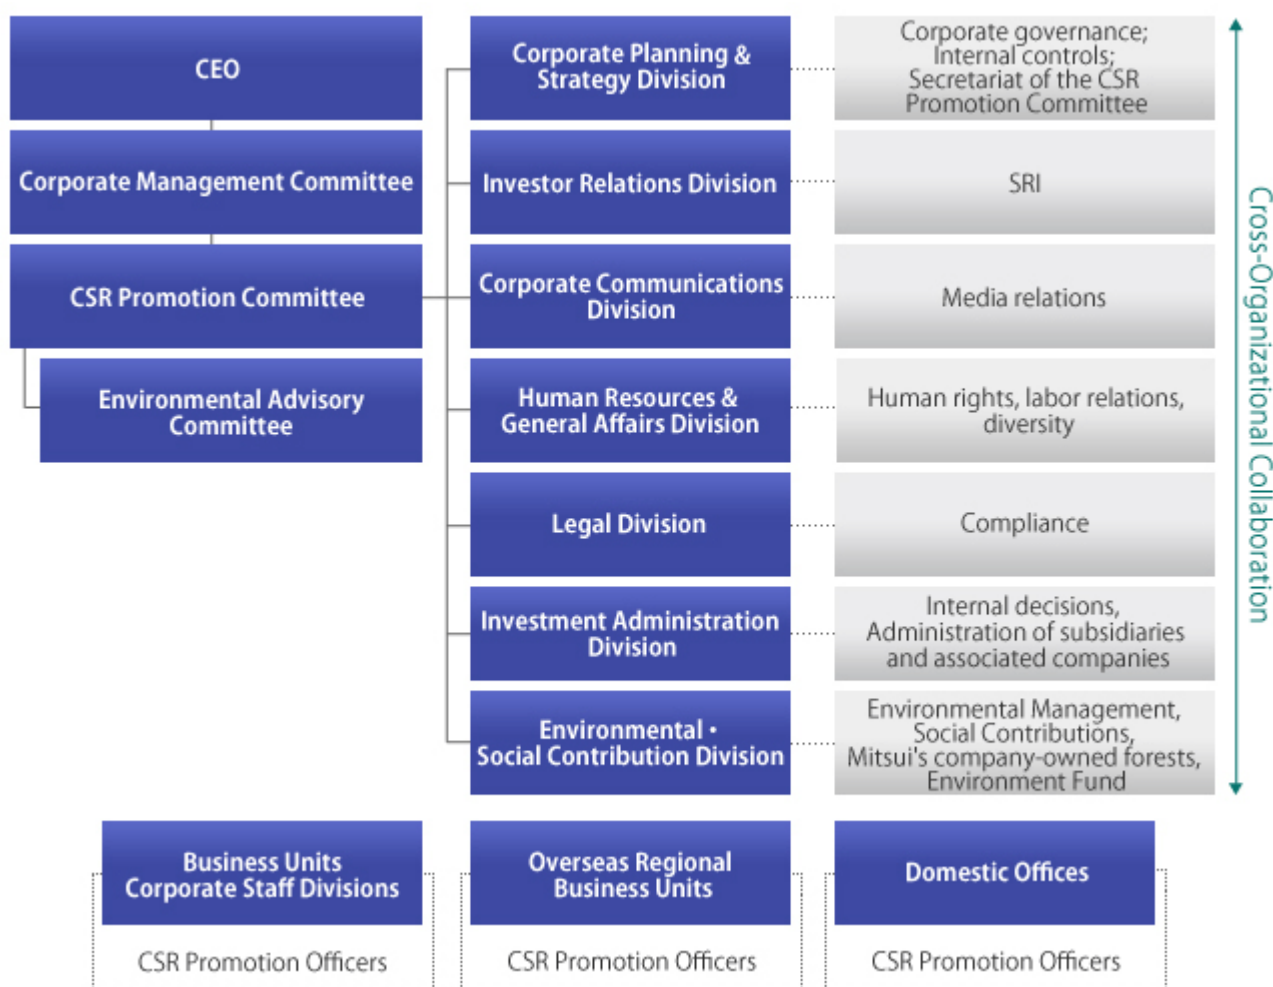 CEO
Corporate Management Committee
CSR Promotion Committee
Environmental Advisory
Committee
Corporate Planning &
Strategy Division
Corporate governance;
Internal controls;
Secretariat of the CSR
Promotion Committee
Investor Relations Division
SRI
Corporate Communications
Division
Media relations
Human Resources &
General Affairs Division
Human rights, labor relations,
diversity
Legal Division
Compliance
Investment Administration
Division
Internal decisions,
Administration of subsidiaries
and associated companies
Environmental •
Social Contribution Division
Environmental Management,
Social Contributions,
Mitsui's company-owned forests,
Environment Fund
Cross-Organizational Collaboration
Business Units
Corporate Staff Divisions
CSR Promotion Officers
Overseas Regional
Business Units
CSR Promotion Officers
Domestic Offices
CSR Promotion Officers